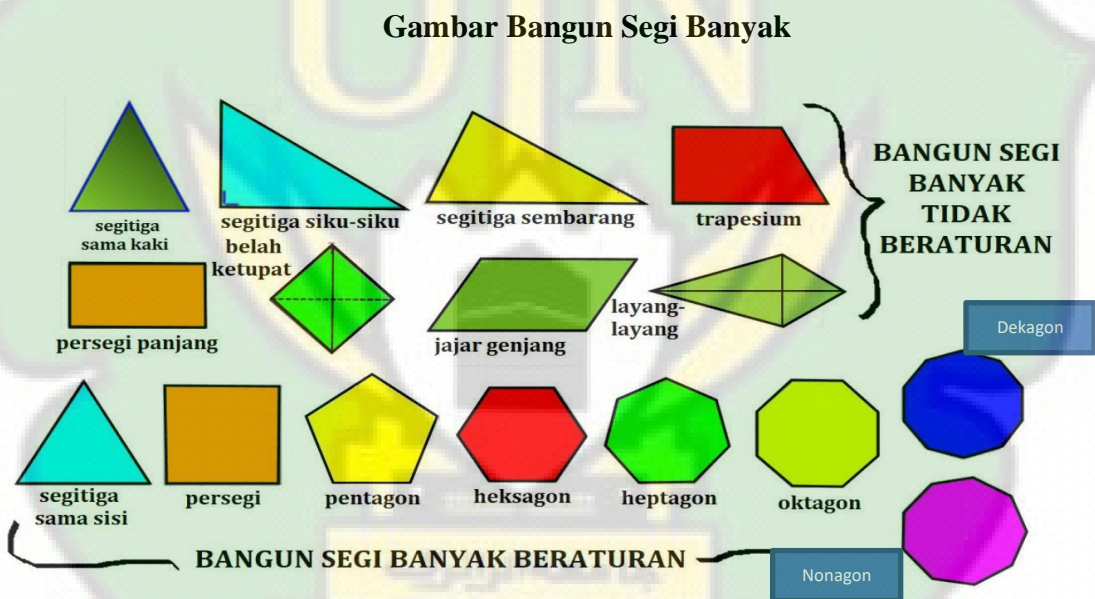 Gambar Bangun Segi Banyak
segitiga
sama kaki
segitiga siku-siku
segitiga sembarang
trapesium
BANGUN SEGI
BANYAK
TIDAK
BERATURAN
persegi panjang
belah
ketupat
jajar genjang
layang-
layang
Dekagon
segitiga
sama sisi
persegi
pentagon
heksagon
heptagon
oktagon
BANGUN SEGI BANYAK BERATURAN
Nonagon
UIN